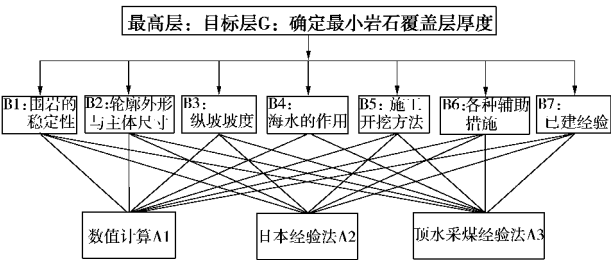 最高层：目标层G：确定最小岩石覆盖层厚度
B1：围岩的
稳定性
B2：轮廓外形
与主体尺寸
B3：
纵坡坡度
B4：
海水的作用
B5：施工
开挖方法
B6：各种辅助
措施
B7：
已建经验
数值计算A1
日本经验法A2
顶水采煤经验法A3